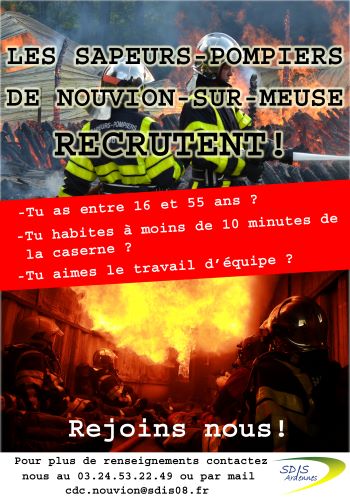 LES SAPEURS-POMPIERS
DE NOUVION-SUR-MEUSE
RECRUTENT!
SAPEURS-POMPIERS
-Tu as entre 16 et 55 ans ?
-Tu habites à moins de 10 minutes de
la caserne ?
-Tu aimes le travail d'équipe ?
Rejoins nous!
Pour plus de renseignements contactez
nous au 03.24.53.22.49 ou par mail
cdc.nouvion@sdis08.fr
SDIS
Ardennes